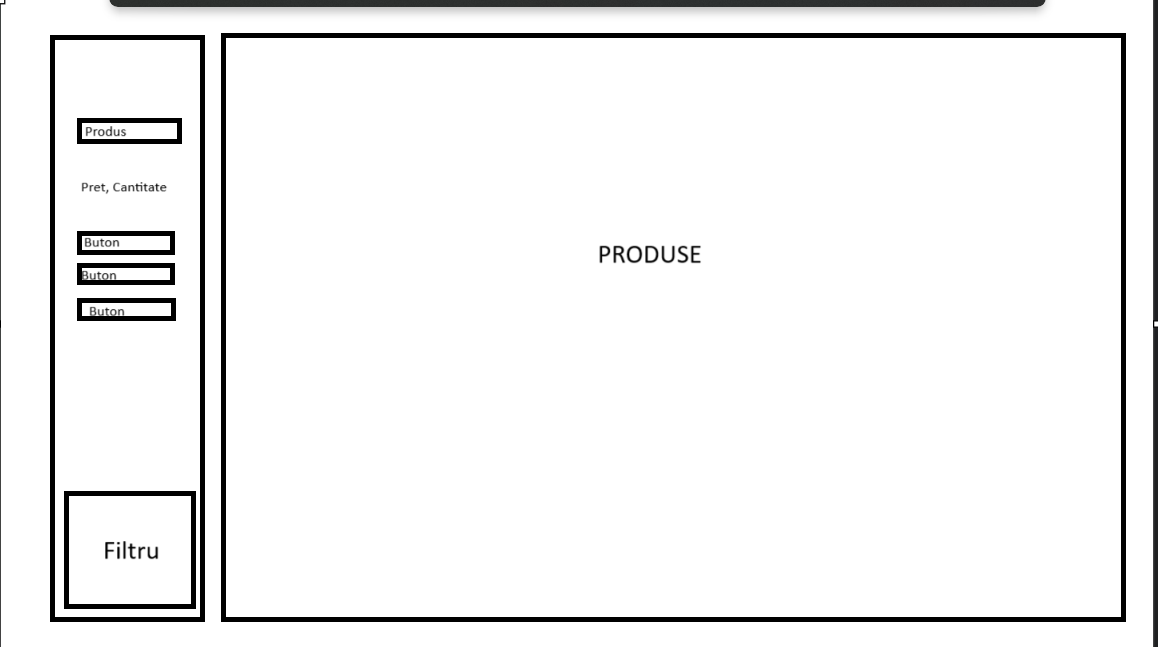 Produs
Pret, Cantitate
Buton
Buton
Buton
Filtru
PRODUSE